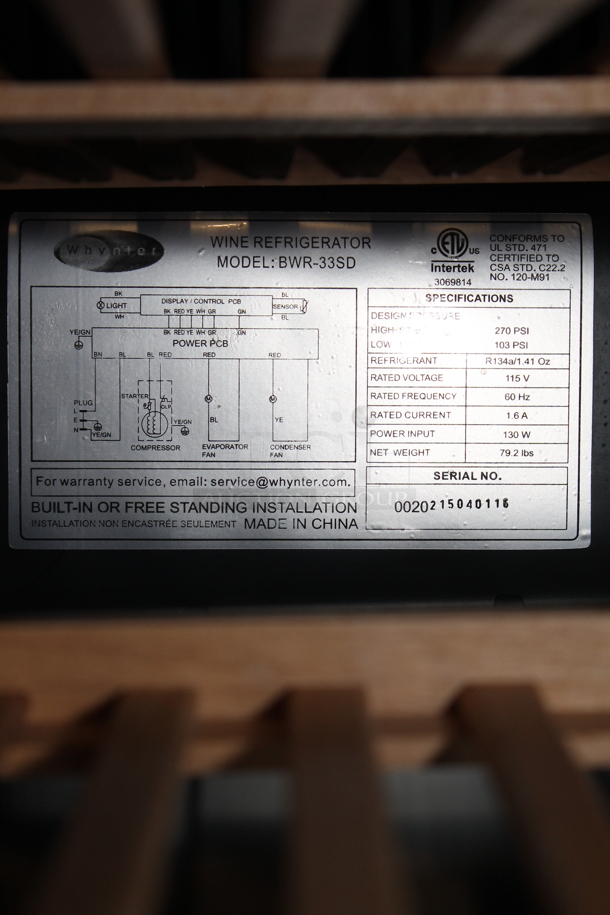 Whynter
WINE REFRIGERATOR
MODEL: BWR-33SD
C ETL US
Intertek
3069814
CONFORMS TO
UL STD. 471
CERTIFIED TO
CSA STD. C22.2
NO. 120-M91
BK
LIGHT
WH
DISPLAY / CONTROL PCB
BK RED YE WH GR GN
BL
SENSOR
BL
YE/GN
BK RED YE WH GR GN
POWER PCB
BN BL BL RED RED RED
PLUG
L
E
N
YE/GN
STARTER
OLP
YE/GN
COMPRESSOR
M
BL
EVAPORATOR
FAN
M
YE
CONDENSER
FAN
SPECIFICATIONS
HIGH 270 PSI
LOW 103 PSI
REFRIGERANT R134a/1.41 Oz
RATED VOLTAGE 115 V
RATED FREQUENCY 60 Hz
RATED CURRENT 1.6 A
POWER INPUT 130 W
NET WEIGHT 79.2 lbs
For warranty service, email: service@whynter.com.
BUILT-IN OR FREE STANDING INSTALLATION
INSTALLATION NON ENCASTRÉE SEULEMENT MADE IN CHINA
SERIAL NO.
0020215040116